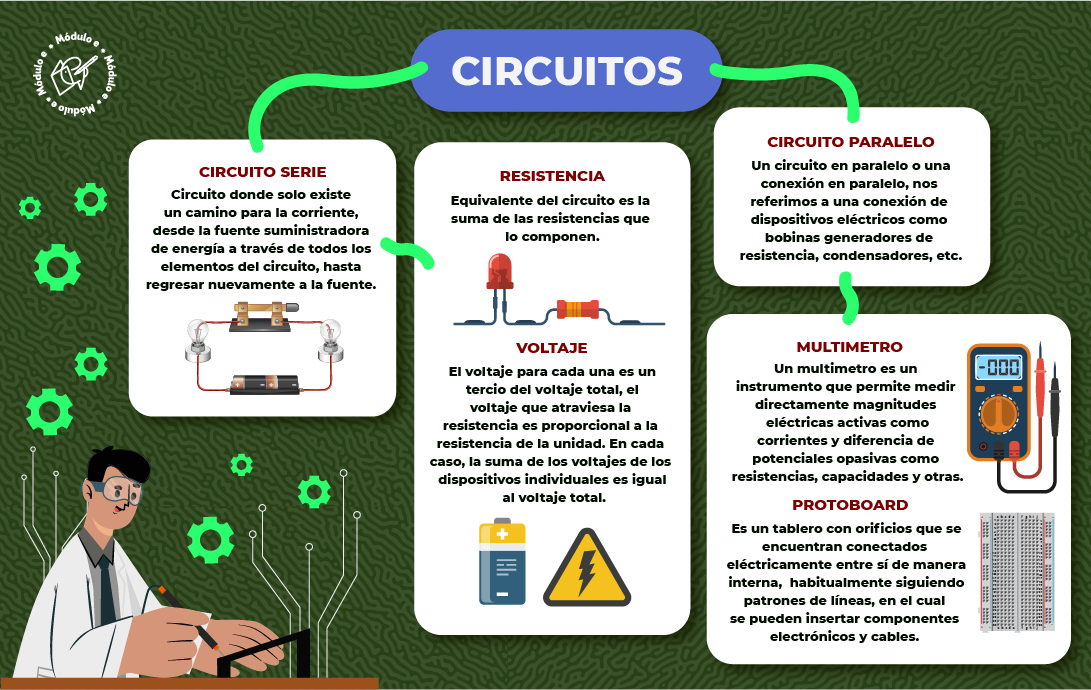 Módulo e • Módulo e • Módulo e • Módulo e •
CIRCUITOS
CIRCUITO SERIE
Circuito donde solo existe
un camino para la corriente,
desde la fuente suministradora
de energía a través de todos los
elementos del circuito, hasta
regresar nuevamente a la fuente.
RESISTENCIA
Equivalente del circuito es la
suma de las resistencias que
lo componen.
VOLTAJE
El voltaje para cada una es un
tercio del voltaje total, el
voltaje que atraviesa la
resistencia es proporcional a la
resistencia de la unidad. En cada
caso, la suma de los voltajes de los
dispositivos individuales es igual
al voltaje total.
CIRCUITO PARALELO
Un circuito en paralelo o una
conexión en paralelo, nos
referimos a una conexión de
dispositivos eléctricos como
bobinas generadores de
resistencia, condensadores, etc.
MULTIMETRO
Un multimetro es un
instrumento que permite medir
directamente magnitudes
eléctricas activas como
corrientes y diferencia de
potenciales opasivas como
resistencias, capacidades y otras.
-000
PROTOBOARD
Es un tablero con orificios que se
encuentran conectados
eléctricamente entre sí de manera
interna, habitualmente siguiendo
patrones de líneas, en el cual
se pueden insertar componentes
electrónicos y cables.